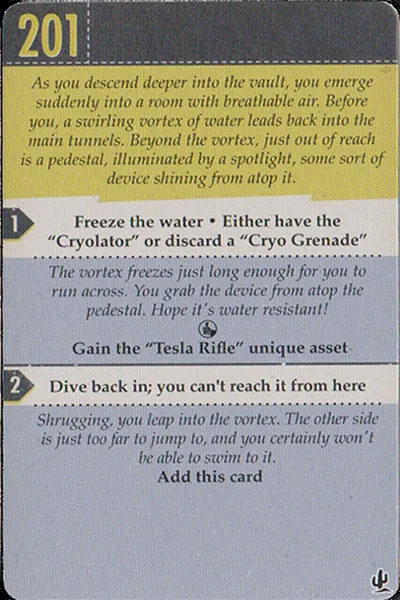 201
As you descend deeper into the vault, you emerge
suddenly into a room with breathable air. Before
you, a swirling vortex of water leads back into the
main tunnels. Beyond the vortex, just out of reach
is a pedestal, illuminated by a spotlight, some sort of
device shining from atop it.
1
Freeze the water • Either have the
“Cryolator” or discard a “Cryo Grenade”
The vortex freezes just long enough for you to
run across. You grab the device from atop the
pedestal. Hope it's water resistant!
Gain the “Tesla Rifle” unique asset
2
Dive back in; you can't reach it from here
Shrugging, you leap into the vortex. The other side
is just too far to jump to, and you certainly won't
be able to swim to it.
Add this card